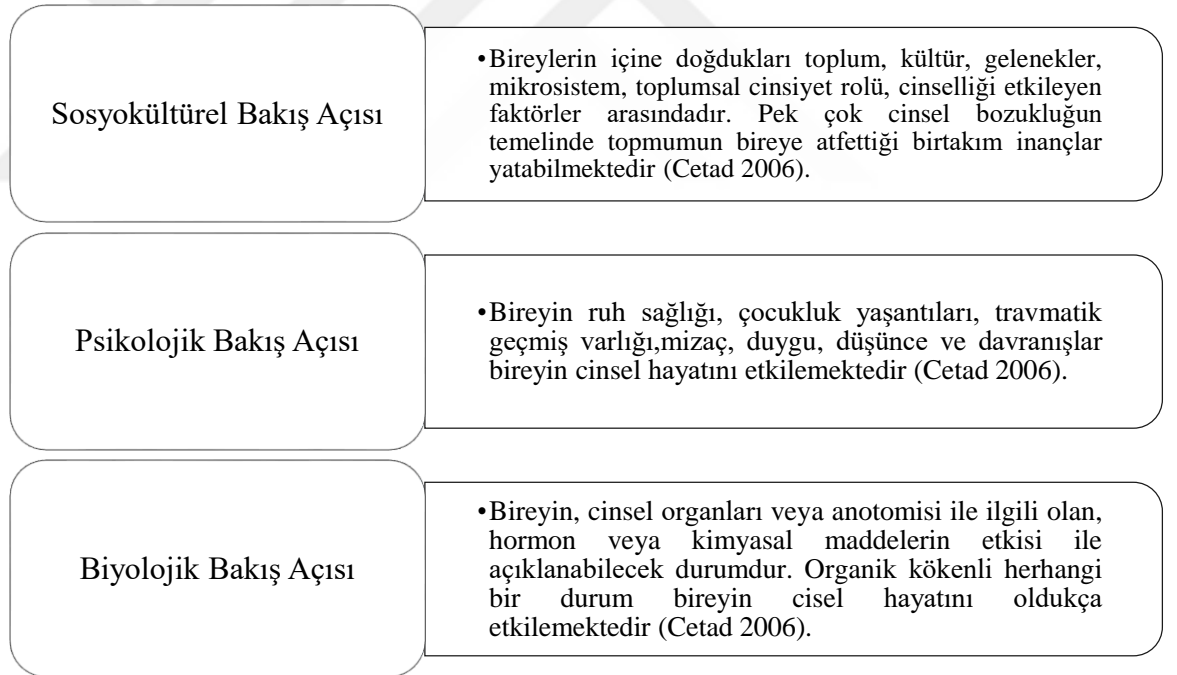 Sosyokültürel Bakış Açısı
•Bireylerin içine doğdukları toplum, kültür, gelenekler,
mikrosistem, toplumsal cinsiyet rolü, cinselliği etkileyen
faktörler arasındadır. Pek çok cinsel bozukluğun
temelinde topmumun bireye atfettiği birtakım inançlar
yatabilmektedir (Cetad 2006).
Psikolojik Bakış Açısı
•Bireyin ruh sağlığı, çocukluk yaşantıları, travmatik
geçmiş varlığı,mizaç, duygu, düşünce ve davranışlar
bireyin cinsel hayatını etkilemektedir (Cetad 2006).
Biyolojik Bakış Açısı
•Bireyin, cinsel organları veya anotomisi ile ilgili olan,
hormon veya kimyasal maddelerin etkisi ile
açıklanabilecek durumdur. Organik kökenli herhangi
bir durum bireyin cisel hayatını oldukça
etkilemektedir (Cetad 2006).